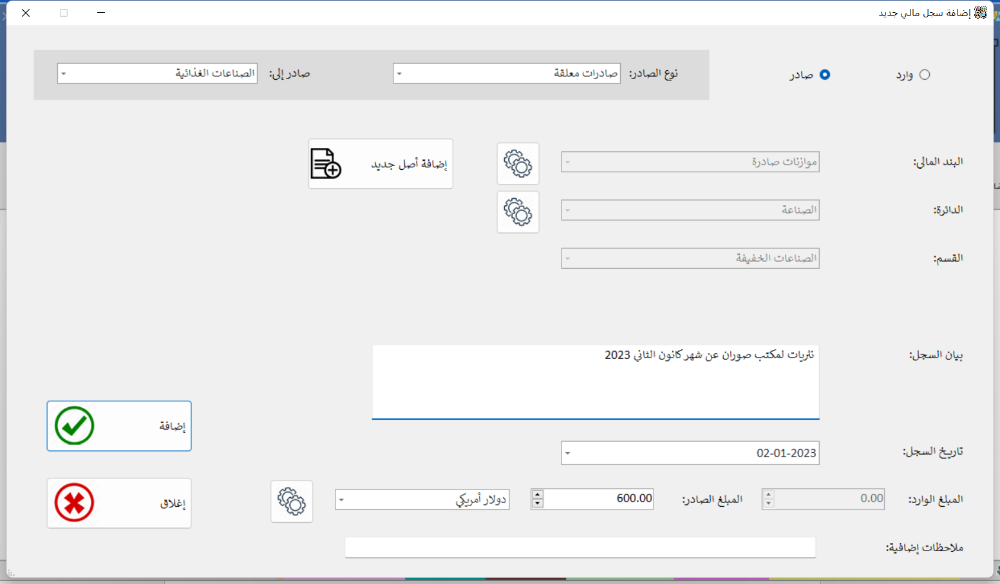 إضافة سجل مالي جديد
وارد
صادر
نوع الصادر:
صادرات معلقة
صادر إلى:
الصناعات الغذائية
البند المالي:
موازنات صادرة
إضافة أصل جديد
الدائرة:
الصناعة
القسم:
الصناعات الخفيفة
بيان السجل:
نثريات لمكتب صوران عن شهر كانون الثاني 2023
إضافة
تاريخ السجل:
02-01-2023
المبلغ الوارد:
0.00
المبلغ الصادر:
600.00
دولار أمريكي
إغلاق
ملاحظات إضافية: